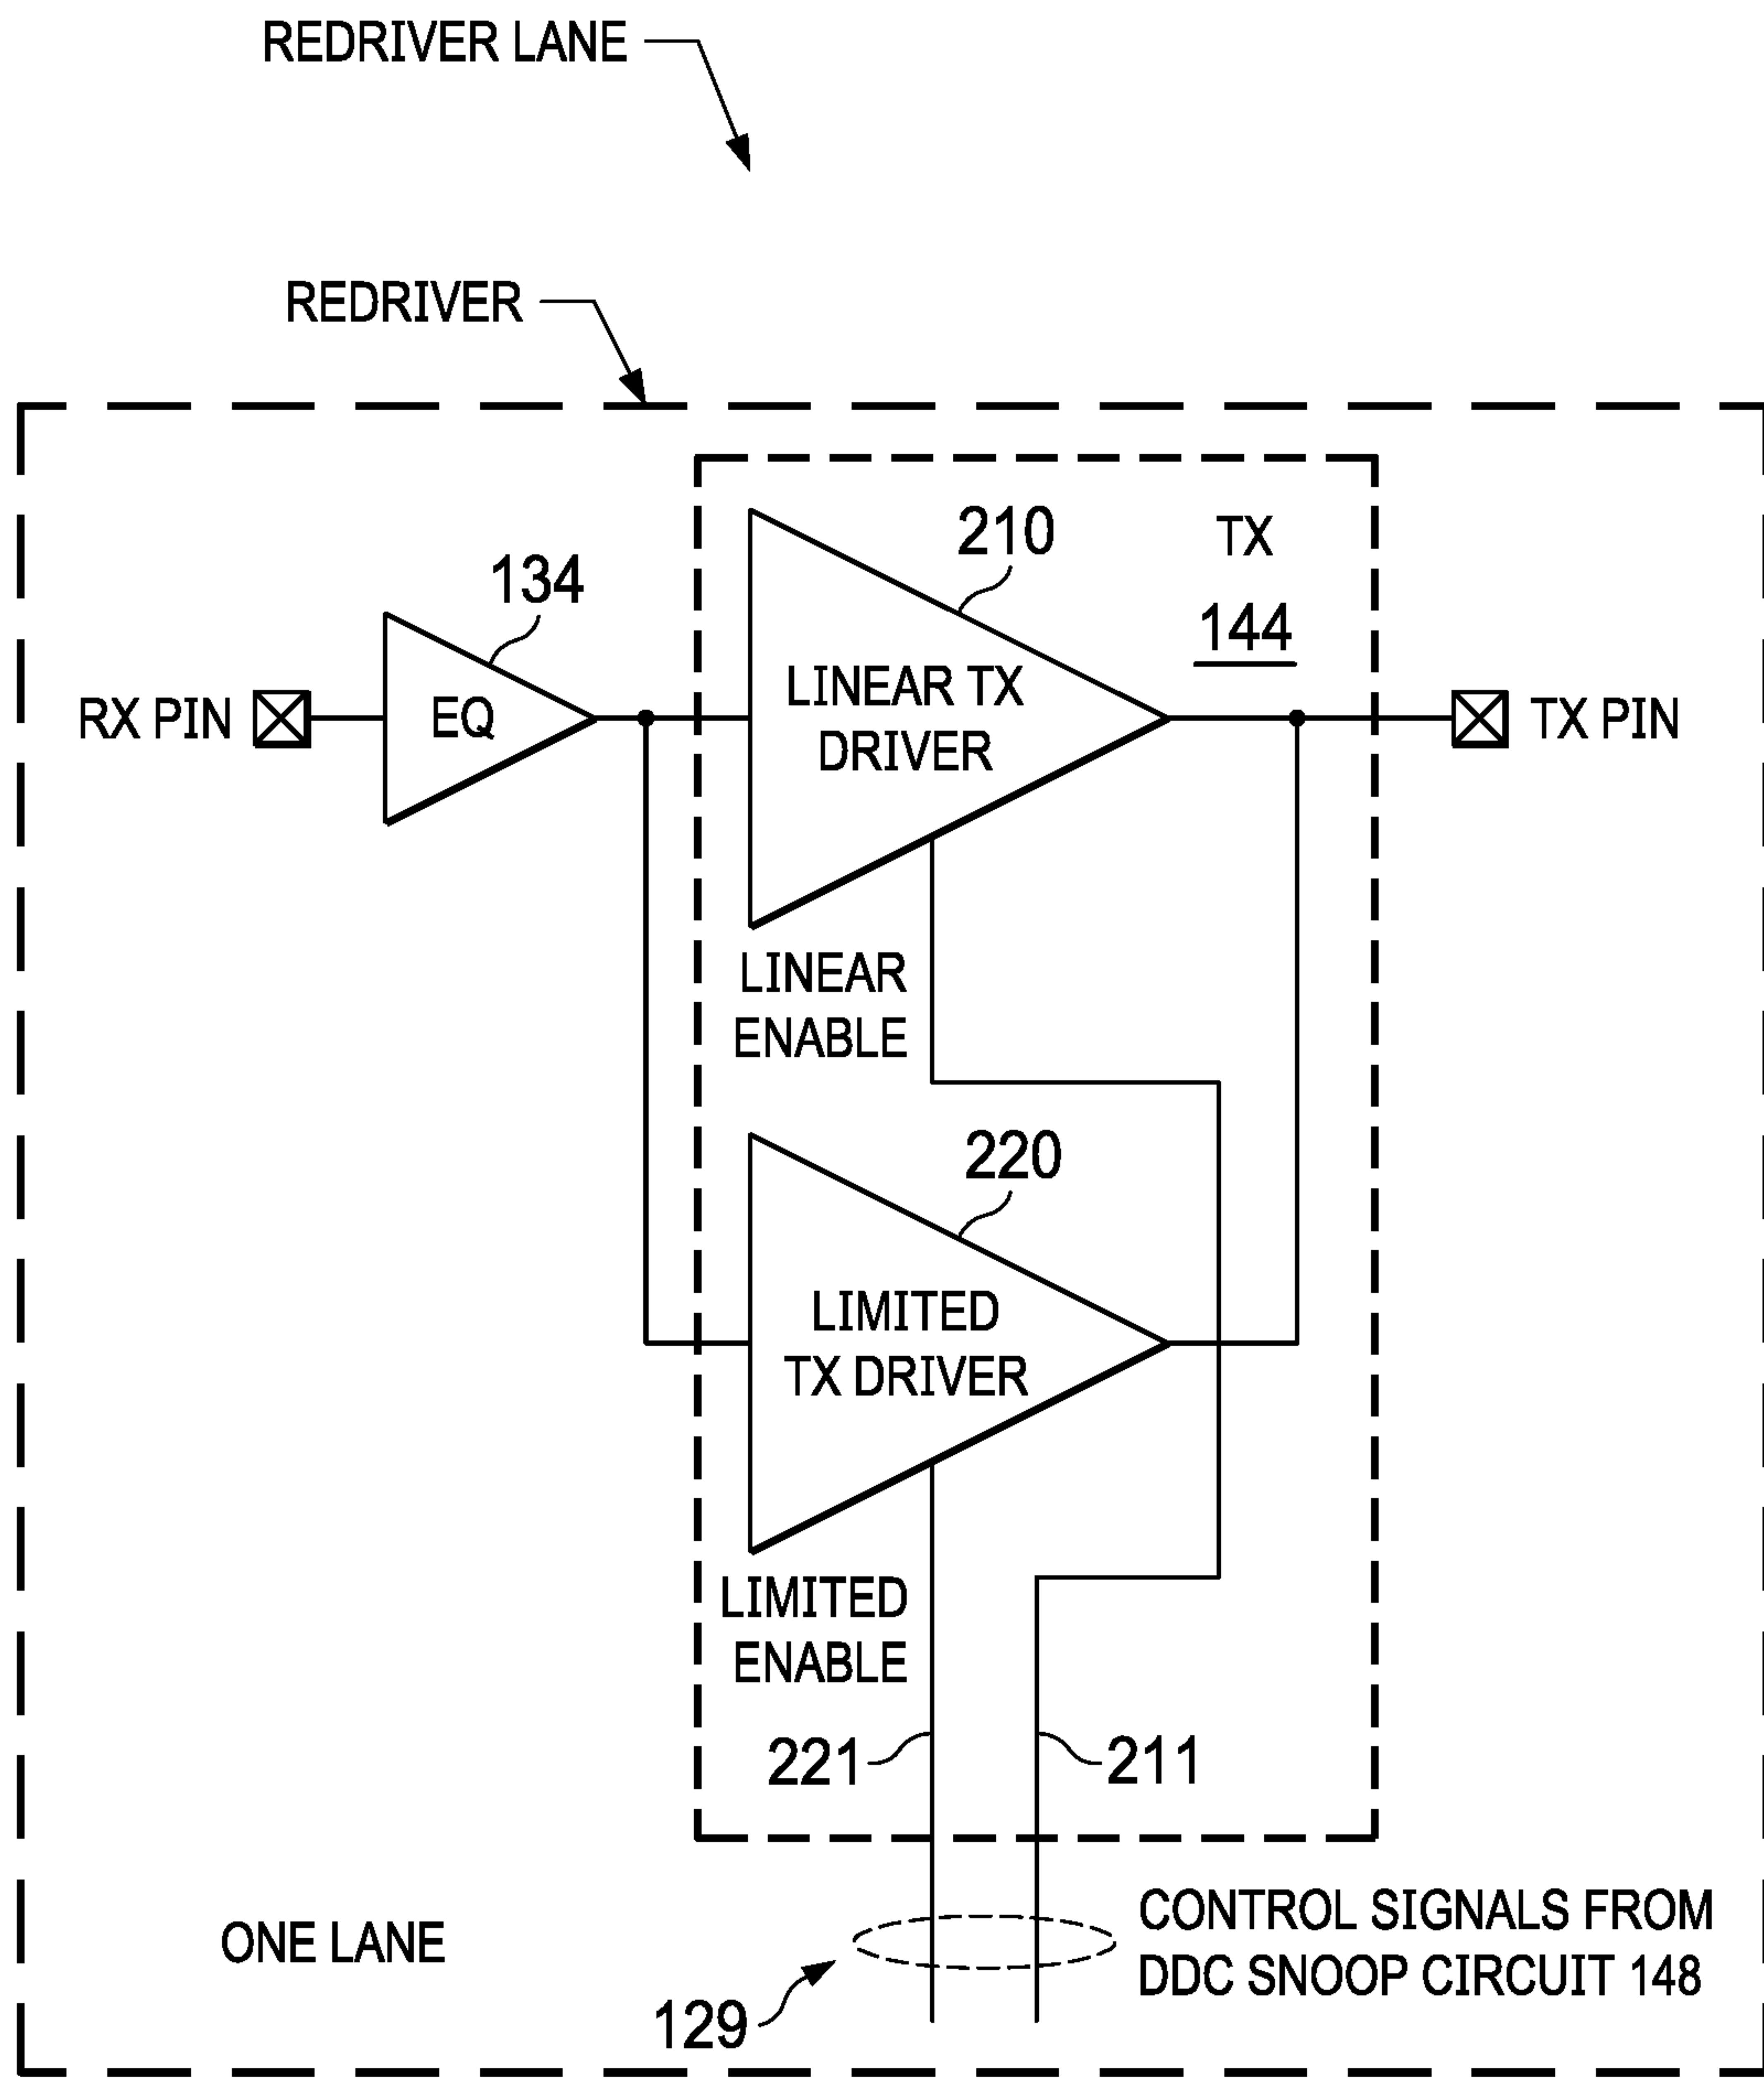 REDRIVER LANE
REDRIVER
210
TX
134
144
LINEAR TX
DRIVER
RX PIN
EQ
TX PIN
LINEAR
ENABLE
220
LIMITED
TX DRIVER
LIMITED
ENABLE
221
211
ONE LANE
CONTROL SIGNALS FROM
DDC SNOOP CIRCUIT 148
129